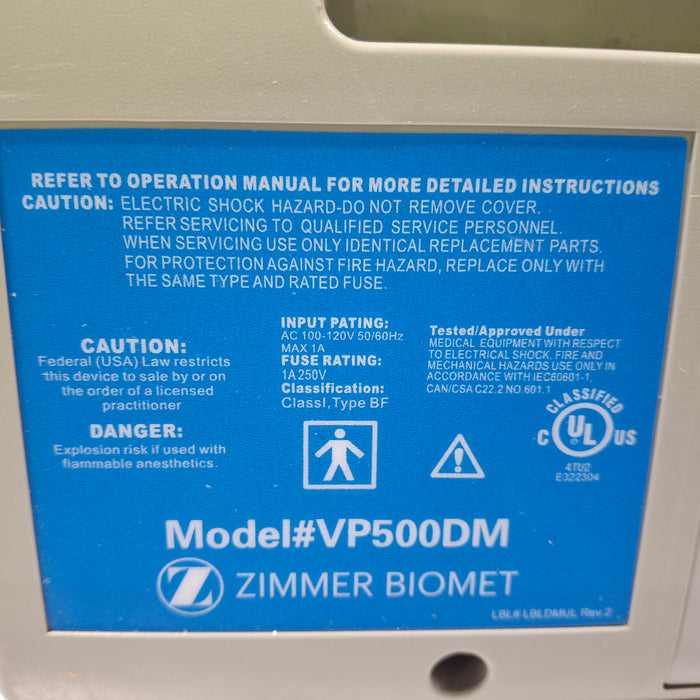 REFER TO OPERATION MANUAL FOR MORE DETAILED INSTRUCTIONS
CAUTION: ELECTRIC SHOCK HAZARD-DO NOT REMOVE COVER.
REFER SERVICING TO QUALIFIED SERVICE PERSONNEL.
WHEN SERVICING USE ONLY IDENTICAL REPLACEMENT PARTS.
FOR PROTECTION AGAINST FIRE HAZARD, REPLACE ONLY WITH
THE SAME TYPE AND RATED FUSE.
CAUTION:
Federal (USA) Law restricts
this device to sale by or on
the order of a licensed
practitioner
DANGER:
Explosion risk if used with
flammable anesthetics.
INPUT PATING:
AC 100-120V 50/60Hz
MAX 1A
FUSE RATING:
1A 250V
Classification:
ClassI, Type BF
Tested/Approved Under
MEDICAL EQUIPMENT WITH RESPECT
TO ELECTRICAL SHOCK, FIRE AND
MECHANICAL HAZARDS USE ONLY IN
ACCORDANCE WITH IEC60601-1.
CAN/CSA C22.2 NO.601.1
CLASSIFIED
C UL US
4TU2
E322304
Model#VP500DM
Z ZIMMER BIOMET
LBL# LBLDMUL Rev.2